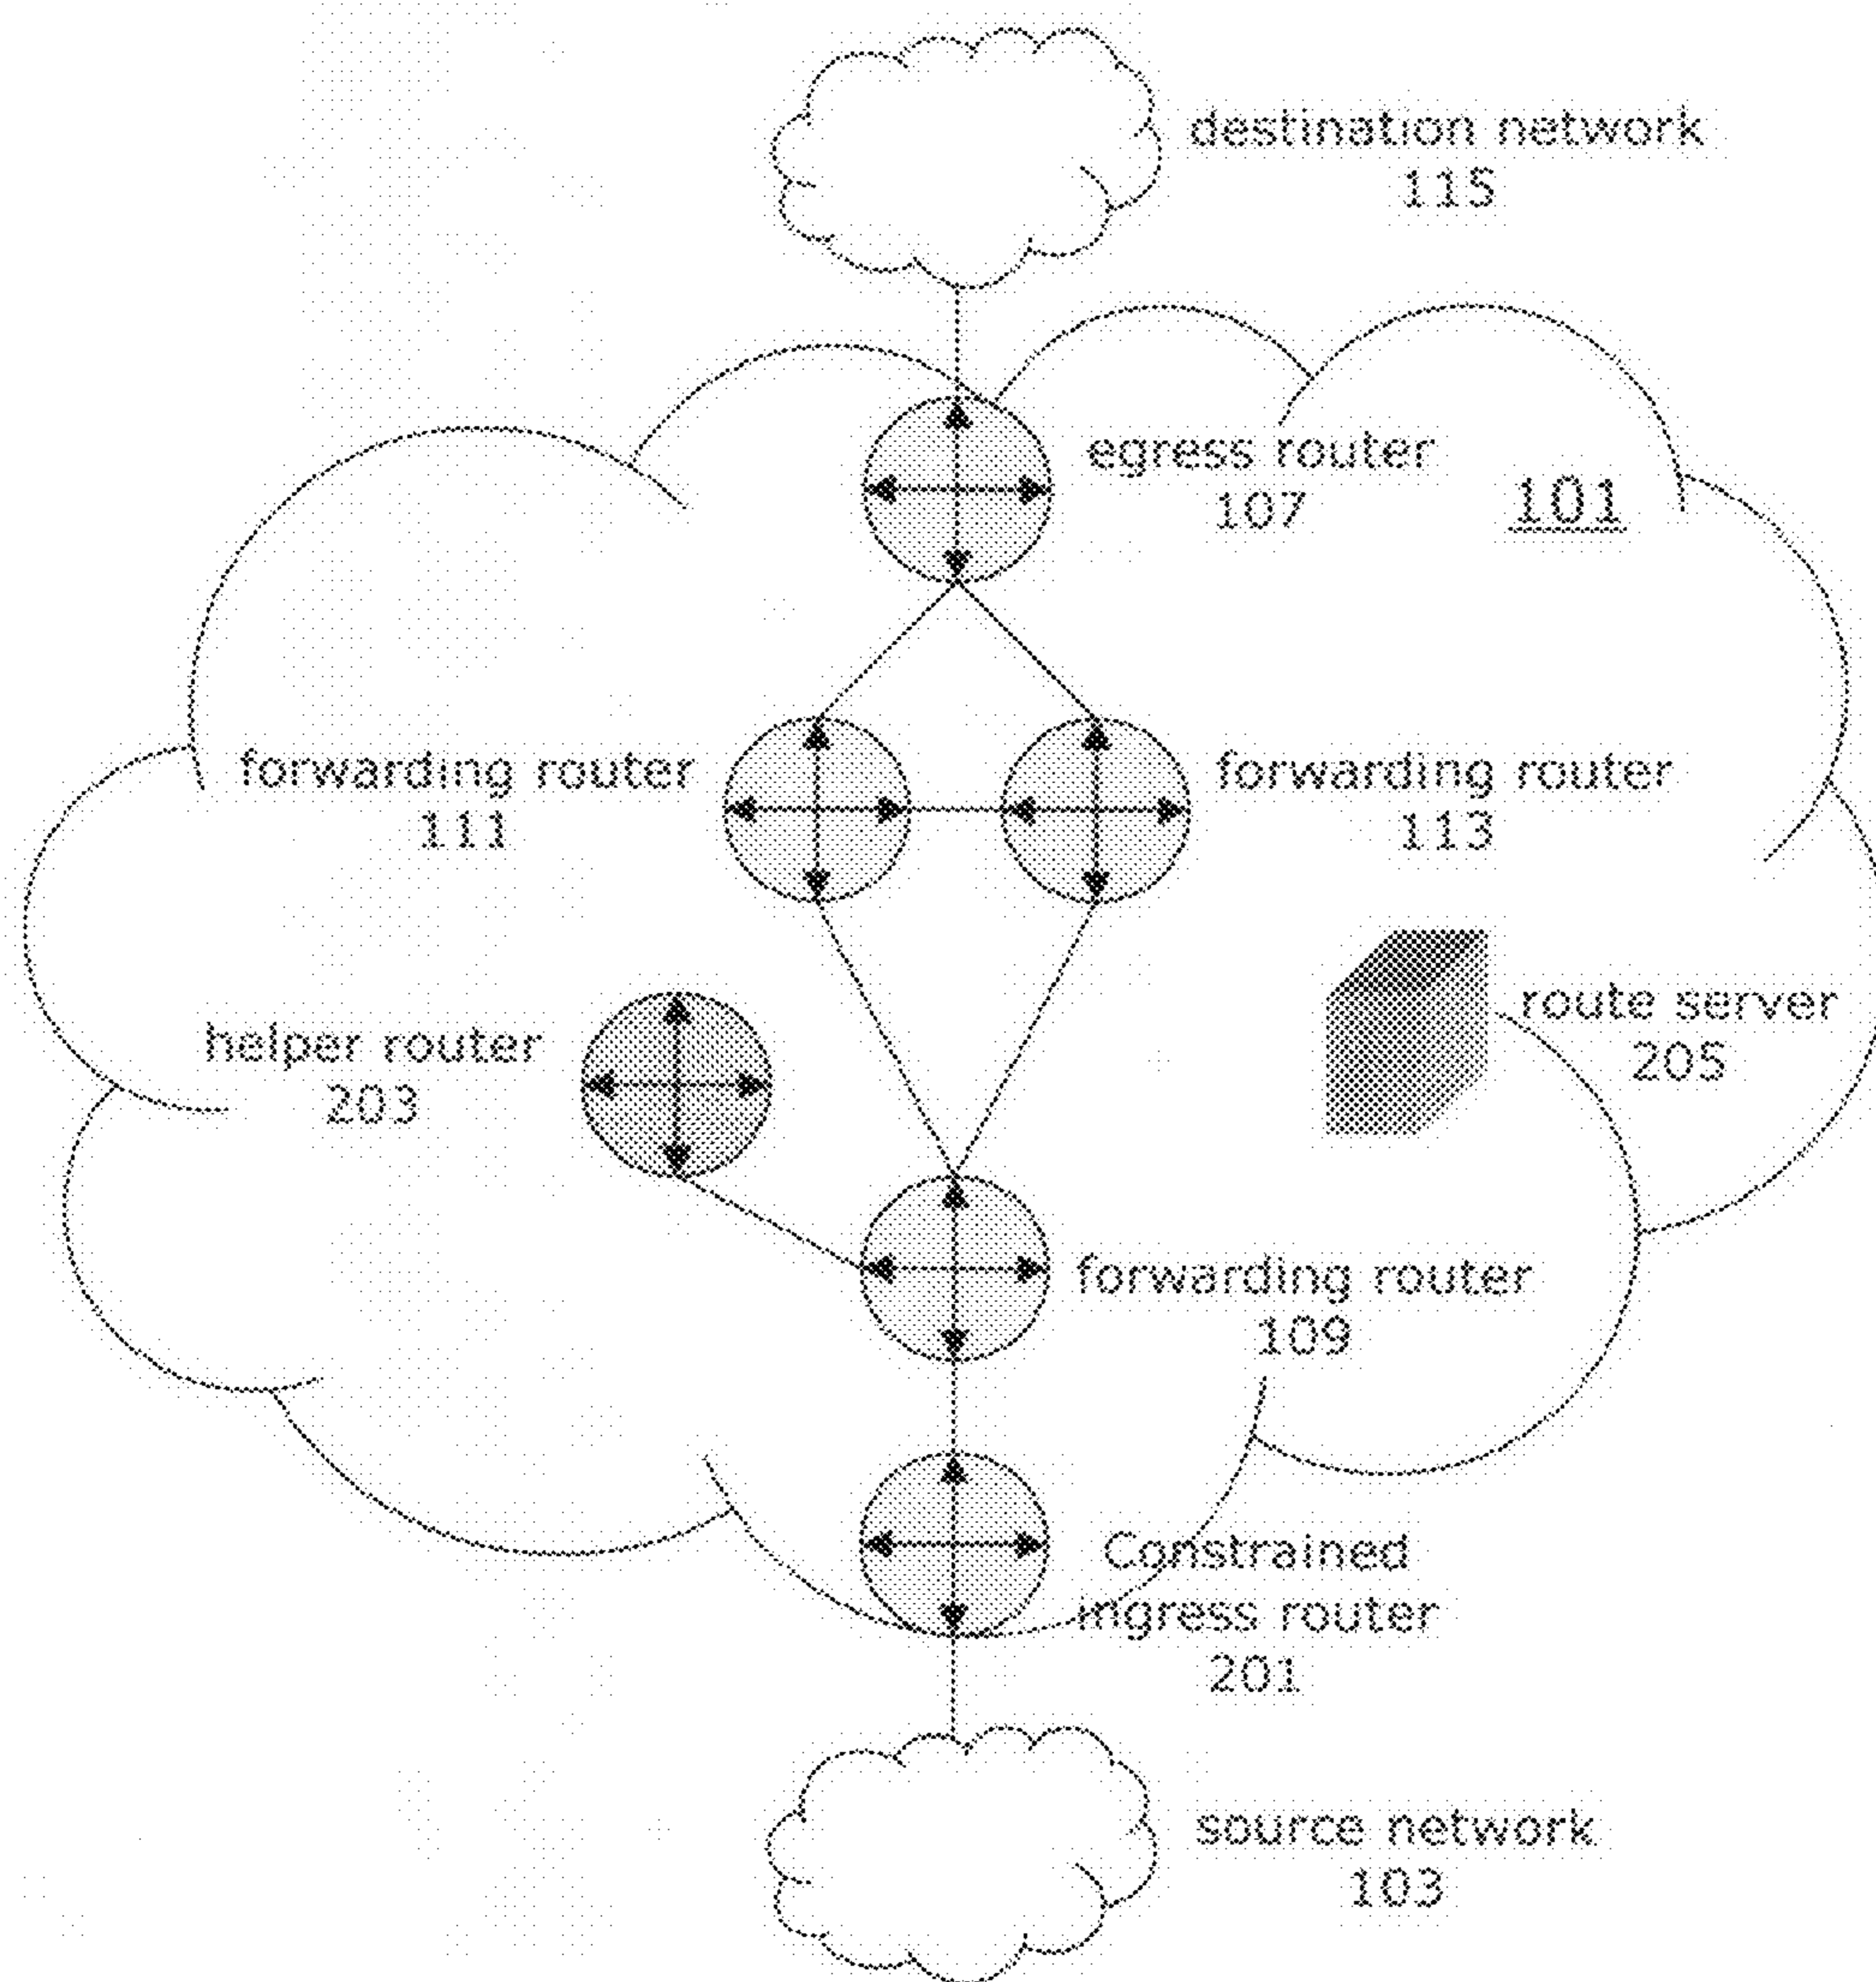 destination network
115
egress router
107
101
forwarding router
111
forwarding router
113
helper router
203
route server
205
forwarding router
109
Constrained
ingress router
201
source network
103